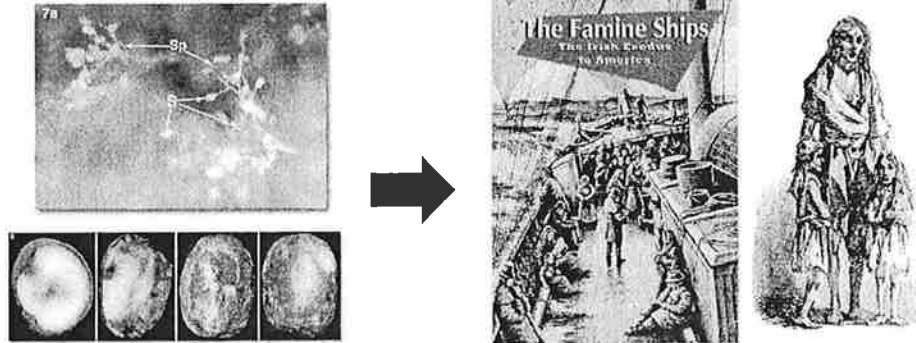 7a
Sp
S
The Famine Ships
The Irish Exodus
to America